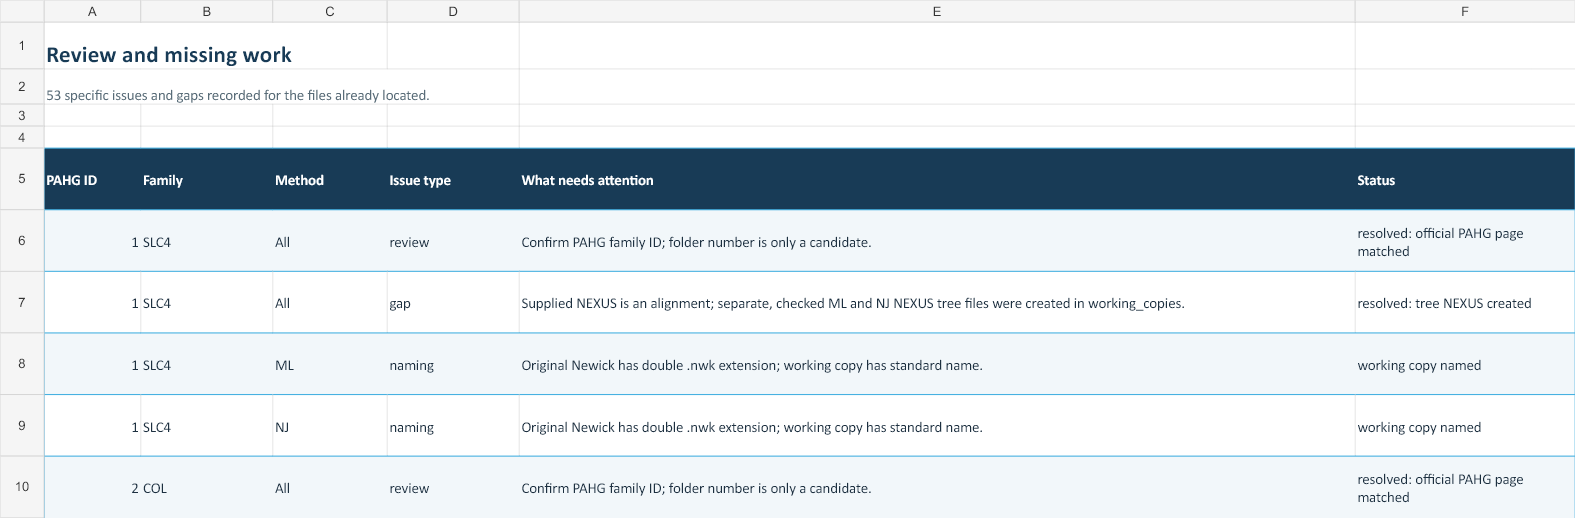 A B C D E F
1 Review and missing work
2 53 specific issues and gaps recorded for the files already located.
3
4
5 PAHG ID Family Method Issue type What needs attention Status
6 1 SLC4 All review Confirm PAHG family ID; folder number is only a candidate. resolved: official PAHG page
matched
7 1 SLC4 All gap Supplied NEXUS is an alignment; separate, checked ML and NJ NEXUS tree files were created in working_copies. resolved: tree NEXUS created
8 1 SLC4 ML naming Original Newick has double .nwk extension; working copy has standard name. working copy named
9 1 SLC4 NJ naming Original Newick has double .nwk extension; working copy has standard name. working copy named
10 2 COL All review Confirm PAHG family ID; folder number is only a candidate. resolved: official PAHG page
matched